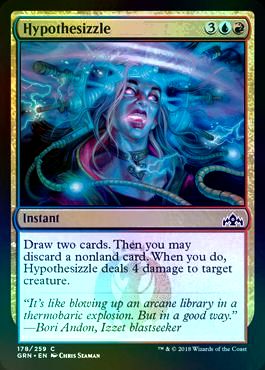 Hypothesizzle 3
Instant
Draw two cards. Then you may
discard a nonland card. When you do,
Hypothesizzle deals 4 damage to target
creature.
“It’s like blowing up an arcane library in a
thermobaric explosion. But in a good way.”
—Bori Andon, Izzet blastseeker
178/259 C
GRN • EN Chris Seaman
™ & © 2018 Wizards of the Coast